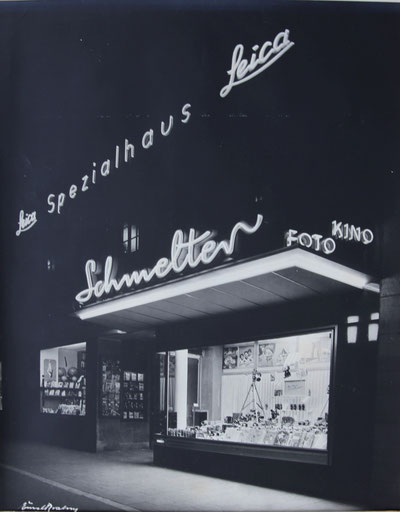 Leica
Leica Spezialhaus
Schmelter
FOTO KINO